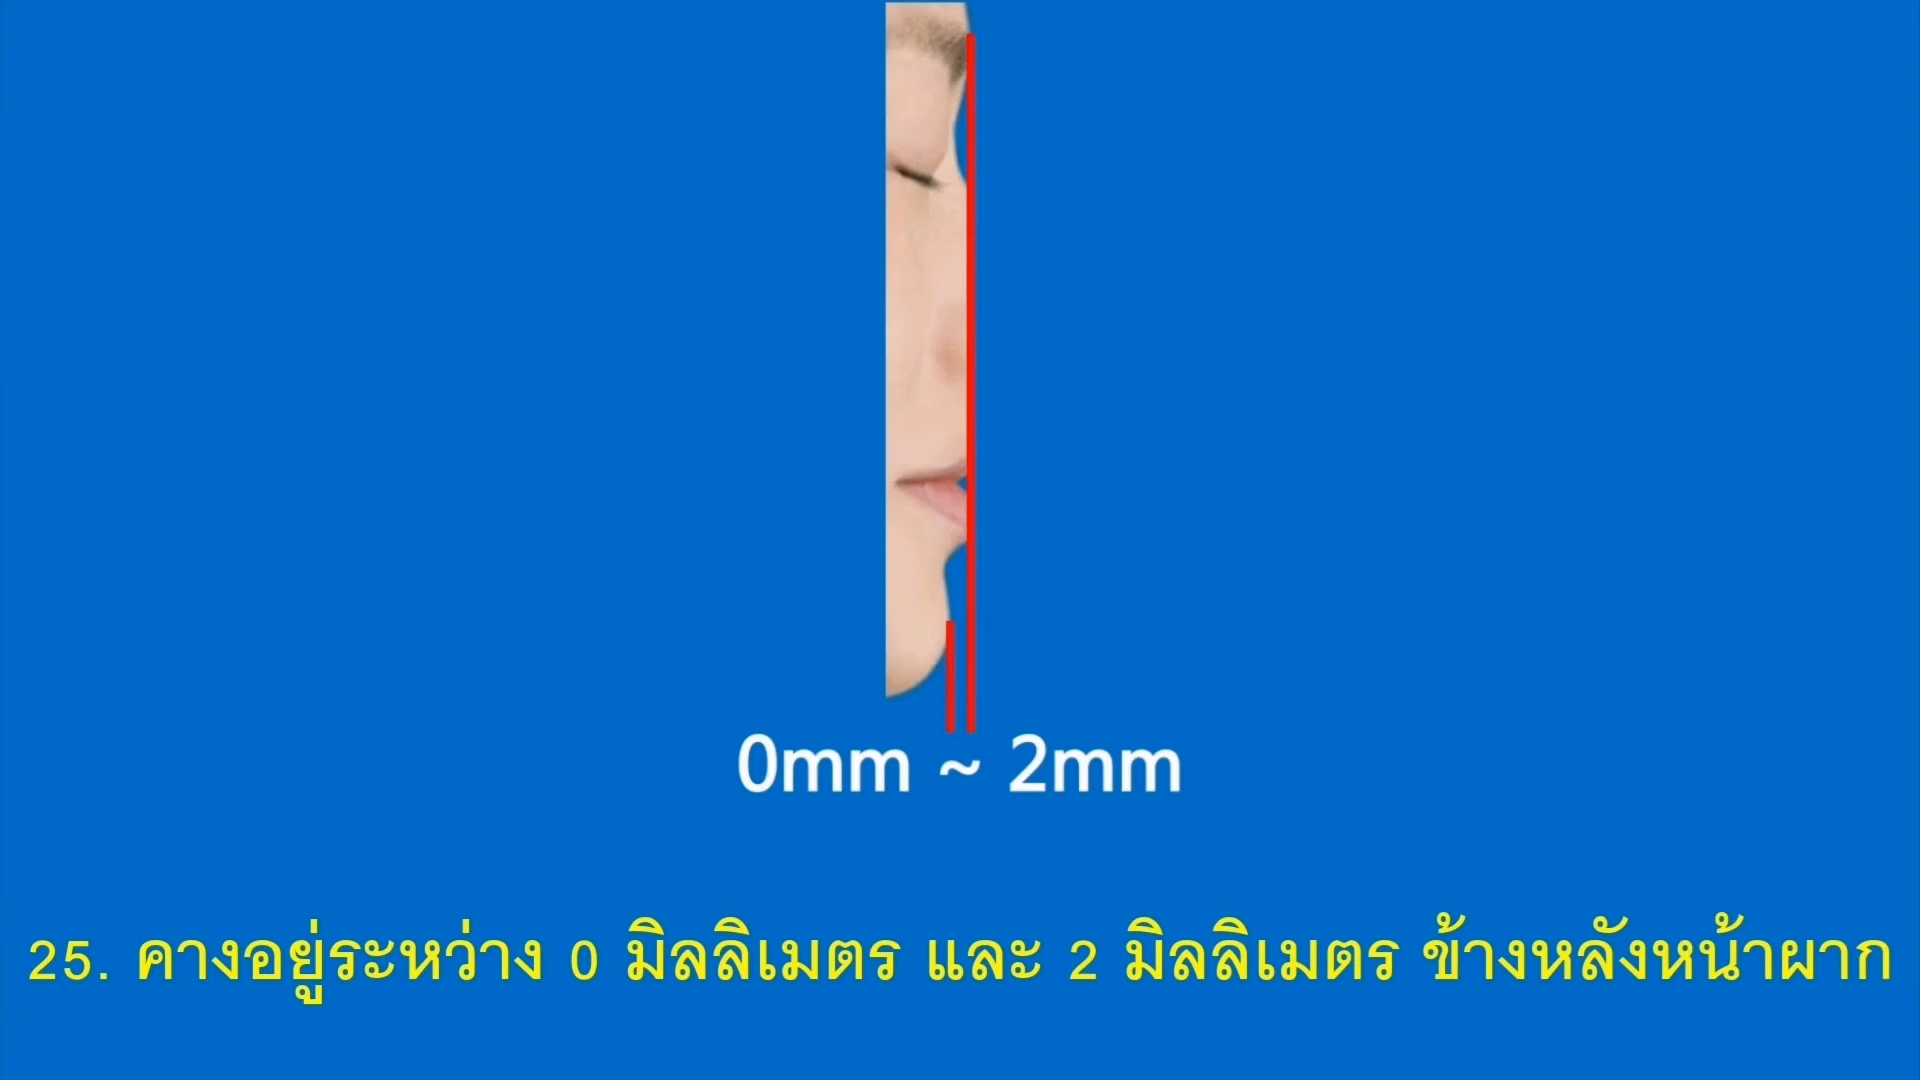 0mm ~ 2mm
25. คางอยู่ระหว่าง 0 มิลลิเมตร และ 2 มิลลิเมตร ข้างหลังหน้าผาก